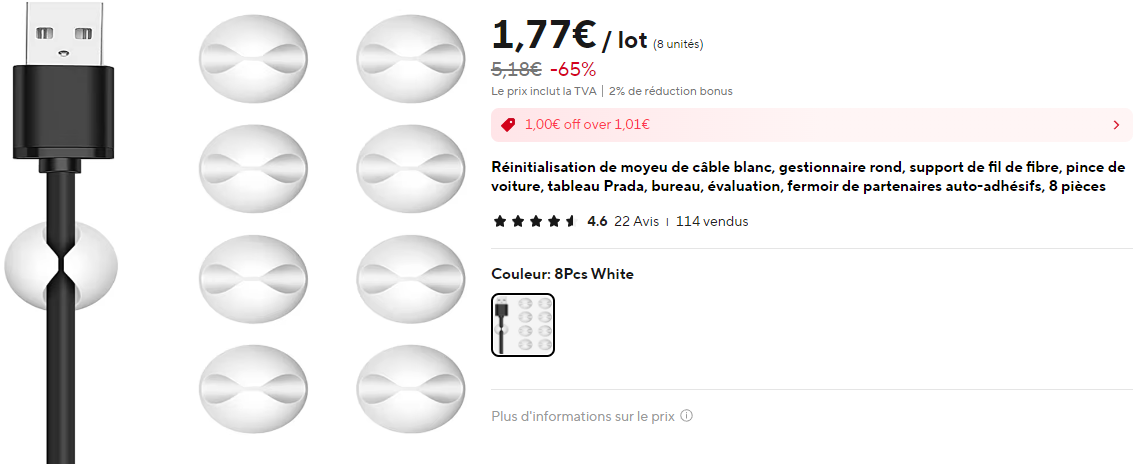 1,77€ / lot (8 unités)
5,18€ -65%
Le prix inclut la TVA | 2% de réduction bonus
1,00€ off over 1,01€
Réinitialisation de moyeu de câble blanc, gestionnaire rond, support de fil de fibre, pince de
voiture, tableau Prada, bureau, évaluation, fermoir de partenaires auto-adhésifs, 8 pièces
4.6 22 Avis | 114 vendus
Couleur: 8Pcs White
Plus d'informations sur le prix